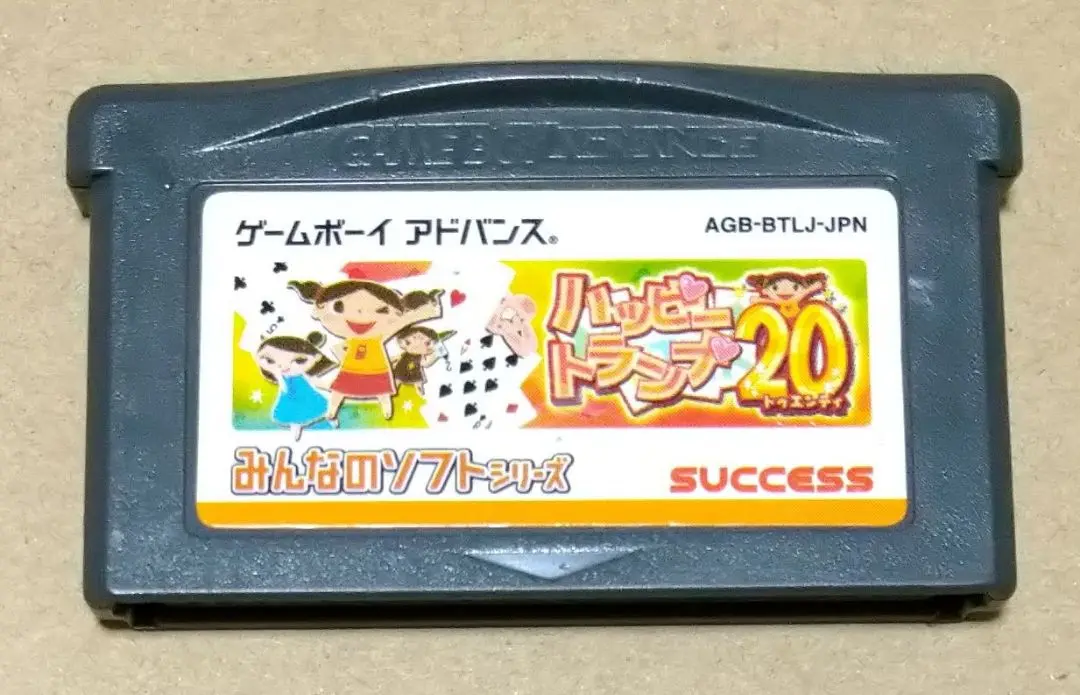 GAME BOY ADVANCE
ゲームボーイ アドバンス®
AGB-BTLJ-JPN
ハッピー
トランプ20
トゥエンティ
みんなのソフトシリーズ
SUCCESS